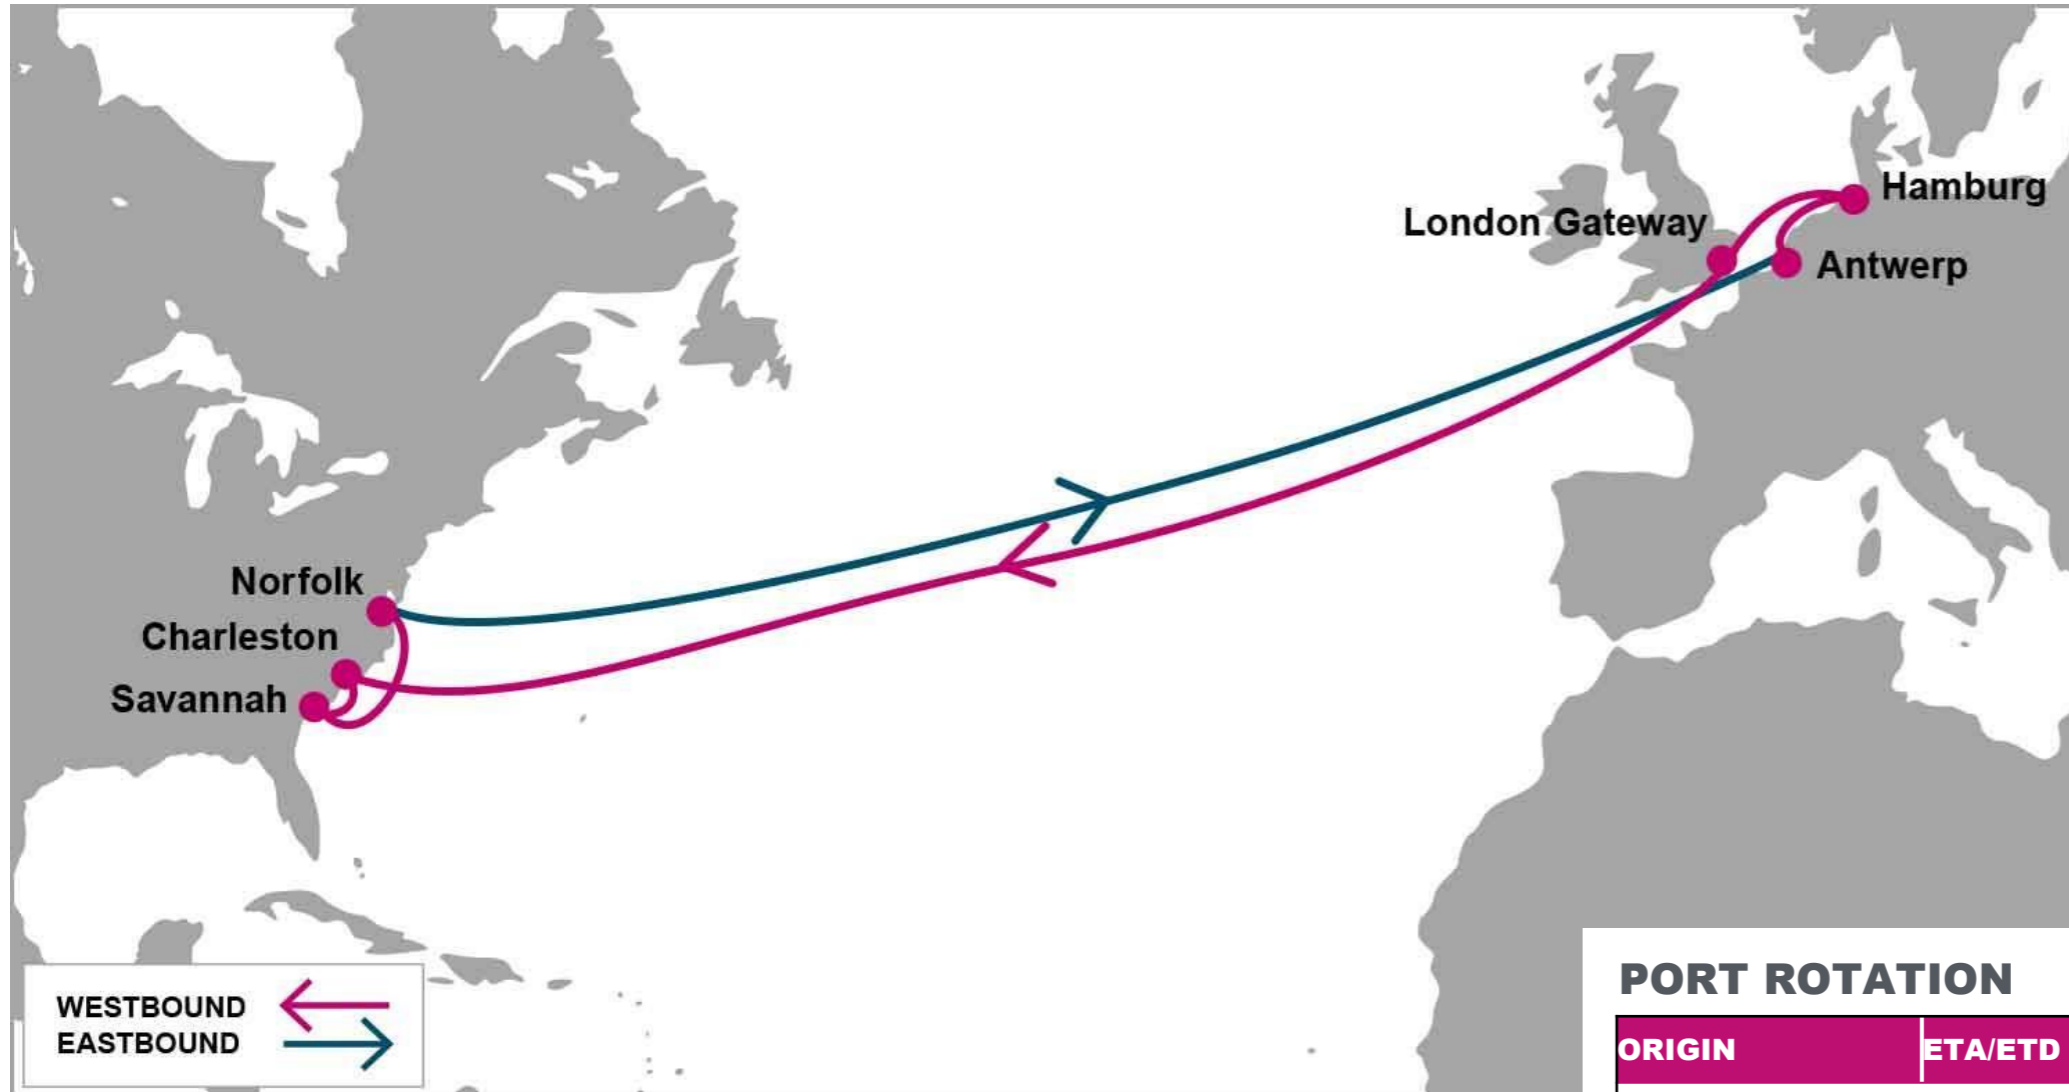 Hamburg
London Gateway
Antwerp
Norfolk
Charleston
Savannah
WESTBOUND
EASTBOUND
PORT ROTATION
ORIGIN ETA/ETD